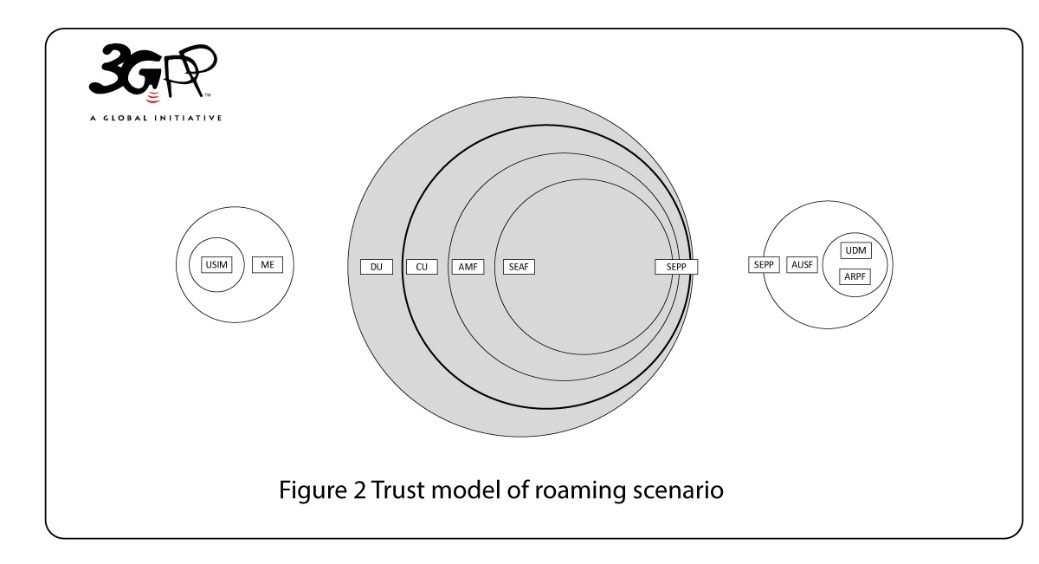 3GPP™
A GLOBAL INITIATIVE
USIM ME DU CU AMF SEAF SEPP SEPP AUSF UDM
ARPF
Figure 2 Trust model of roaming scenario